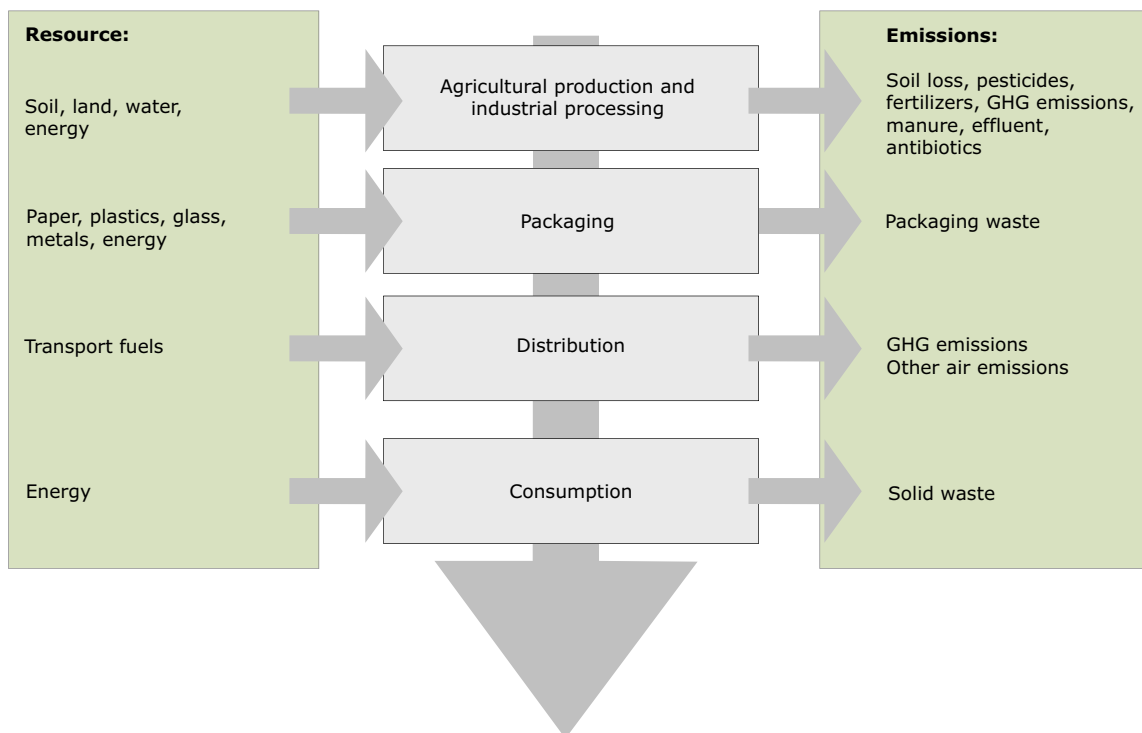 Resource:
Emissions:
Soil, land, water,
energy
Agricultural production and
industrial processing
Soil loss, pesticides,
fertilizers, GHG emissions,
manure, effluent,
antibiotics
Paper, plastics, glass,
metals, energy
Packaging
Packaging waste
Transport fuels
Distribution
GHG emissions
Other air emissions
Energy
Consumption
Solid waste